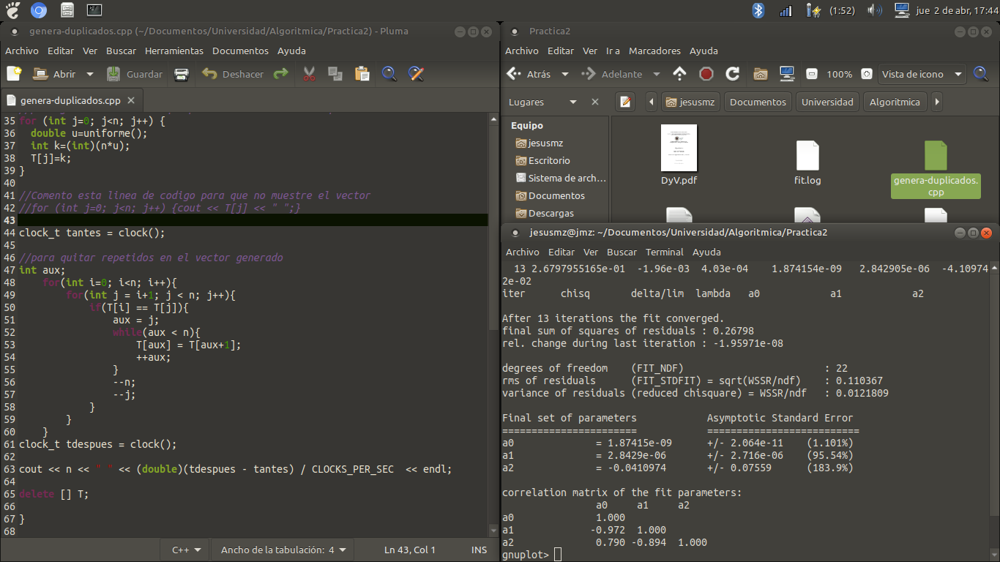 (1:52)
jue 2 de abr, 17:44
genera-duplicados.cpp (~/Documentos/Universidad/Algoritmica/Practica2) - Pluma
Archivo Editar Ver Buscar Herramientas Documentos Ayuda
Abrir Guardar Deshacer
genera-duplicados.cpp
35 for (int j=0; j<n; j++) {
36 double u=uniforme();
37 int k=(int)(n*u);
38 T[j]=k;
39 }
40
41 //Comento esta linea de codigo para que no muestre el vector
42 //for (int j=0; j<n; j++) {cout << T[j] << " ";}
43
44 clock_t tantes = clock();
45
46 //para quitar repetidos en el vector generado
47 int aux;
48 for(int i=0; i<n; i++){
49 for(int j = i+1; j < n; j++){
50 if(T[i] == T[j]){
51 aux = j;
52 while(aux < n){
53 T[aux] = T[aux+1];
54 ++aux;
55 }
56 --n;
57 --j;
58 }
59 }
60 }
61 clock_t tdespues = clock();
62
63 cout << n << " " << (double)(tdespues - tantes) / CLOCKS_PER_SEC << endl;
64
65 delete [] T;
66
67 }
68
C++ Ancho de la tabulación: 4 Ln 43, Col 1 INS
Practica2
Archivo Editar Ver Ir a Marcadores Ayuda
Atrás Adelante 100% Vista de icono
Lugares jesusmz Documentos Universidad Algoritmica
Equipo
jesusmz
Escritorio
Sistema de arch...
Documentos
Descargas
DyV.pdf
fit.log
genera-duplicados.
cpp
jesusmz@jmz: ~/Documentos/Universidad/Algoritmica/Practica2
Archivo Editar Ver Buscar Terminal Ayuda
13 2.6797955165e-01 -1.96e-03 4.03e-04 1.874154e-09 2.842905e-06 -4.10974
2e-02
iter chisq delta/lim lambda a0 a1 a2
After 13 iterations the fit converged.
final sum of squares of residuals : 0.26798
rel. change during last iteration : -1.95971e-08
degrees of freedom (FIT_NDF) : 22
rms of residuals (FIT_STDFIT) = sqrt(WSSR/ndf) : 0.110367
variance of residuals (reduced chisquare) = WSSR/ndf : 0.0121809
Final set of parameters Asymptotic Standard Error
======================= ==========================
a0 = 1.87415e-09 +/- 2.064e-11 (1.101%)
a1 = 2.8429e-06 +/- 2.716e-06 (95.54%)
a2 = -0.0410974 +/- 0.07559 (183.9%)
correlation matrix of the fit parameters:
a0 a1 a2
a0 1.000
a1 -0.972 1.000
a2 0.790 -0.894 1.000
gnuplot>